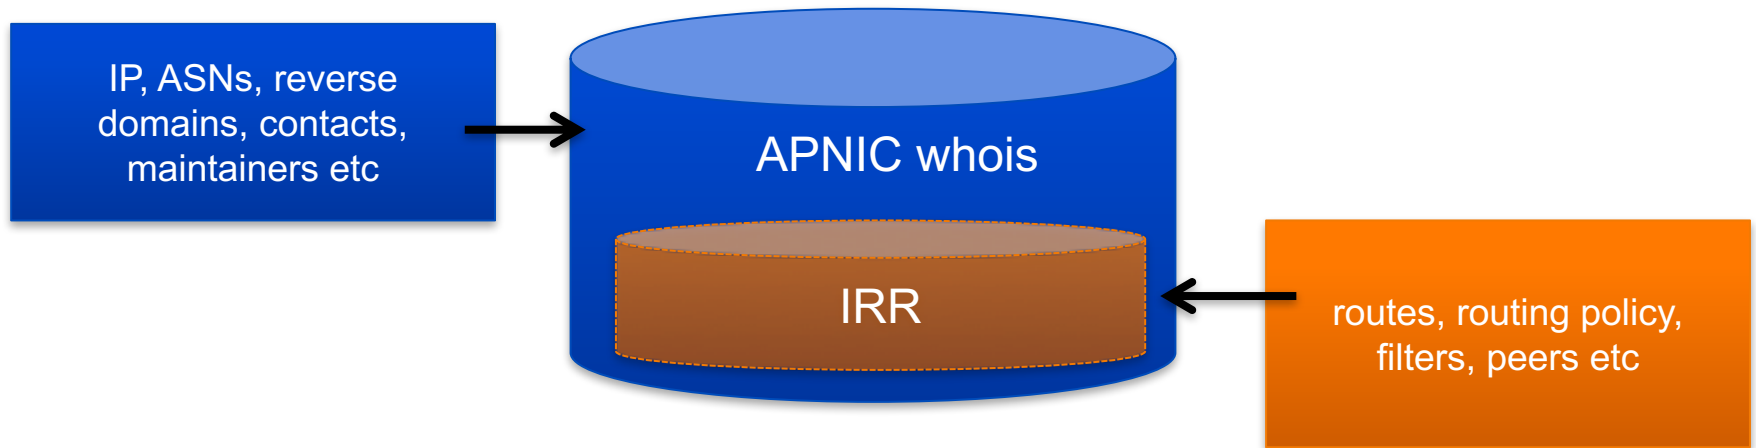 IP, ASNs, reverse
domains, contacts,
maintainers etc
APNIC whois
IRR
routes, routing policy,
filters, peers etc